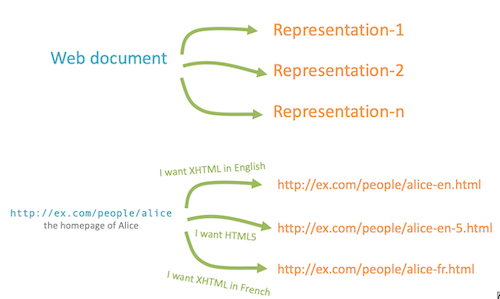 Representation-1
Web document
Representation-2
Representation-n
I want XHTML in English
http://ex.com/people/alice-en.html
http://ex.com/people/alice
the homepage of Alice
I want HTML5
http://ex.com/people/alice-en-5.html
I want XHTML in French
http://ex.com/people/alice-fr.html